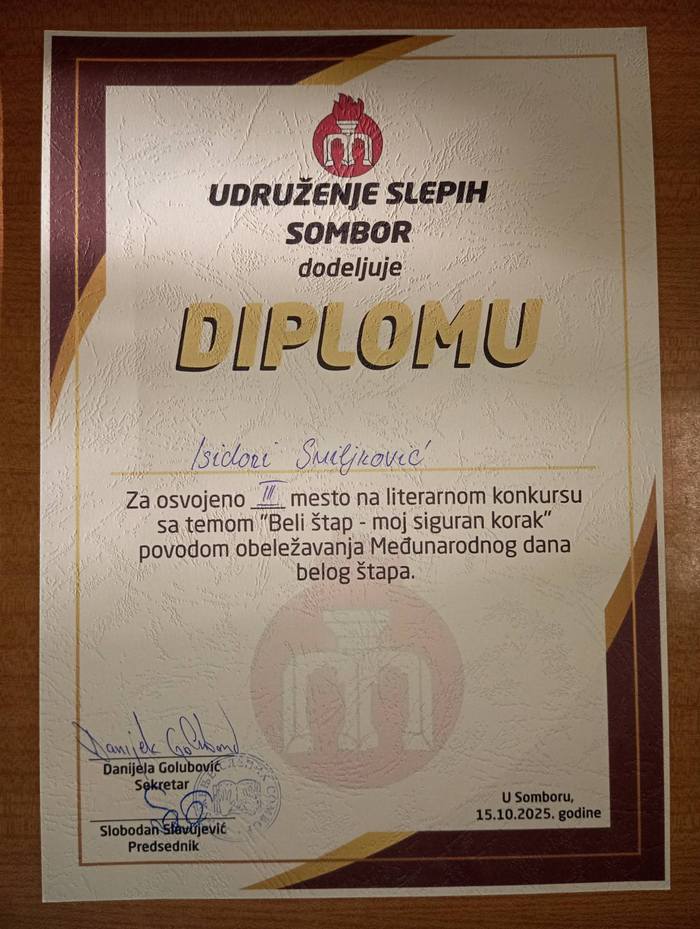 UDRUŽENJE SLEPIH
SOMBOR
dodeljuje
DIPLOMU
Isidori Smiljković
Za osvojeno III mesto na literarnom konkursu
sa temom "Beli štap - moj siguran korak"
povodom obeležavanja Međunarodnog dana
belog štapa.
Danijela Golubović
Sekretar
Slobodan Slavujević
Predsednik
U Somboru,
15.10.2025. godine